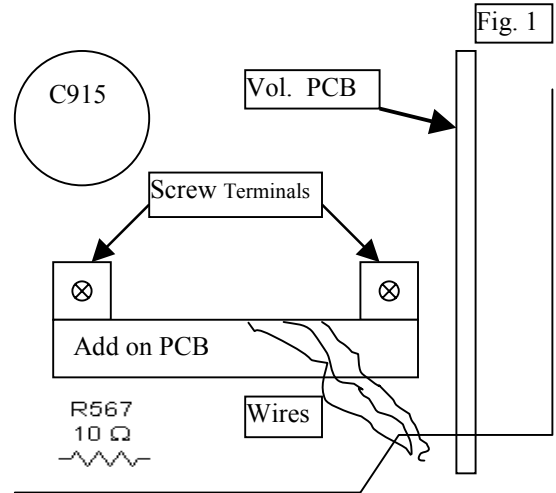 Fig. 1
C915
Vol. PCB
Screw Terminals
Add on PCB
R567
10 Ω
Wires